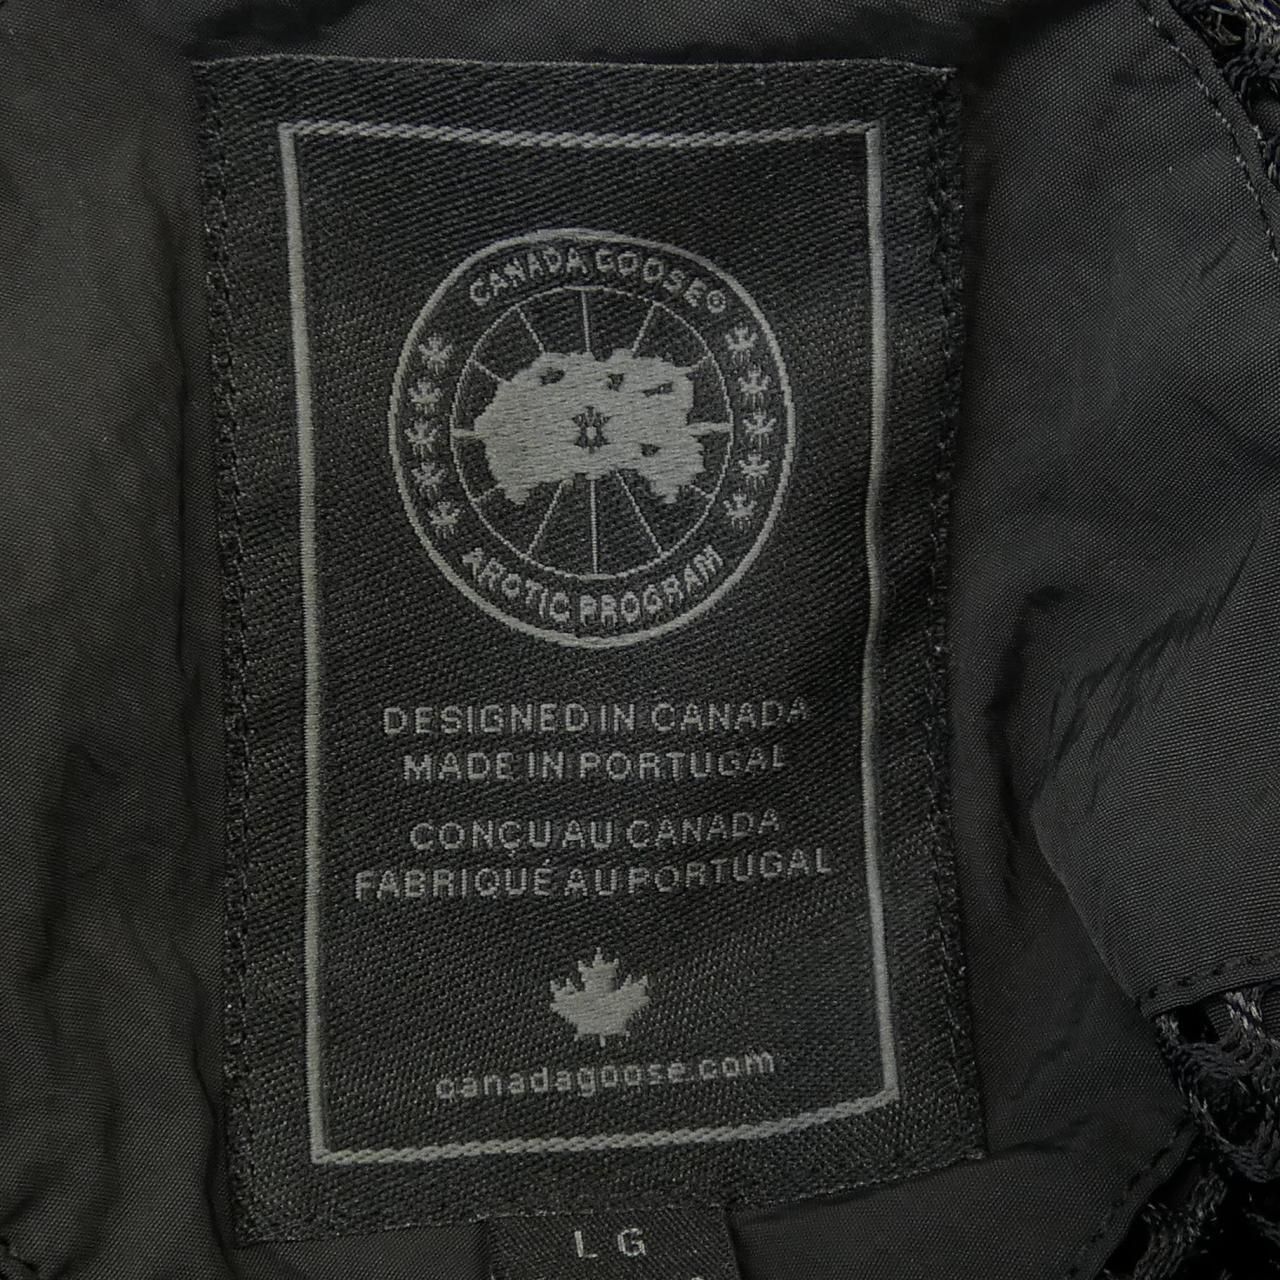 CANADA GOOSE®
ARCTIC PROGRAM
DESIGNED IN CANADA
MADE IN PORTUGAL
CONÇU AU CANADA
FABRIQUÉ AU PORTUGAL
canadagoose.com
LG